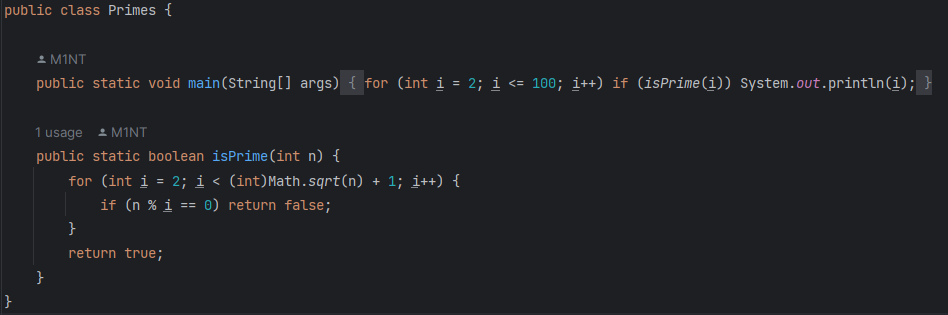 public class Primes {
M1NT
public static void main(String[] args) { for (int i = 2; i <= 100; i++) if (isPrime(i)) System.out.println(i); }
1 usage M1NT
public static boolean isPrime(int n) {
for (int i = 2; i < (int)Math.sqrt(n) + 1; i++) {
if (n % i == 0) return false;
}
return true;
}
}